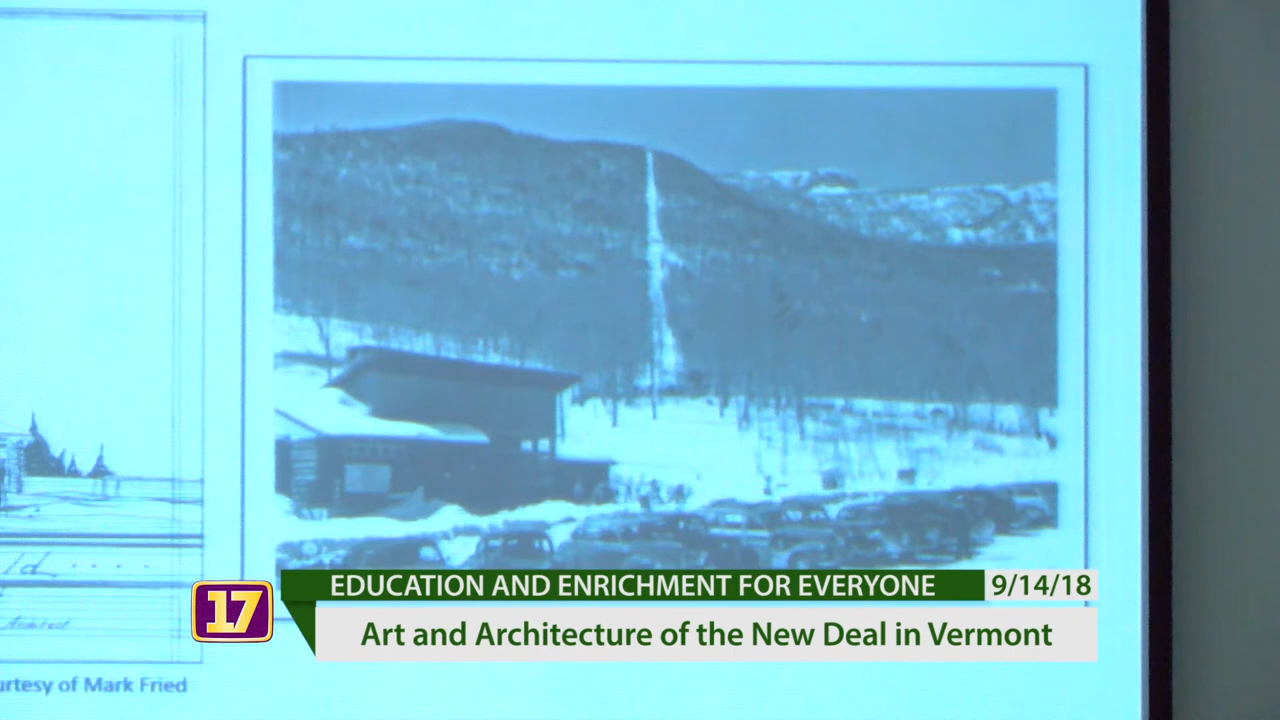 Architect
urtesy of Mark Fried
17
EDUCATION AND ENRICHMENT FOR EVERYONE
9/14/18
Art and Architecture of the New Deal in Vermont